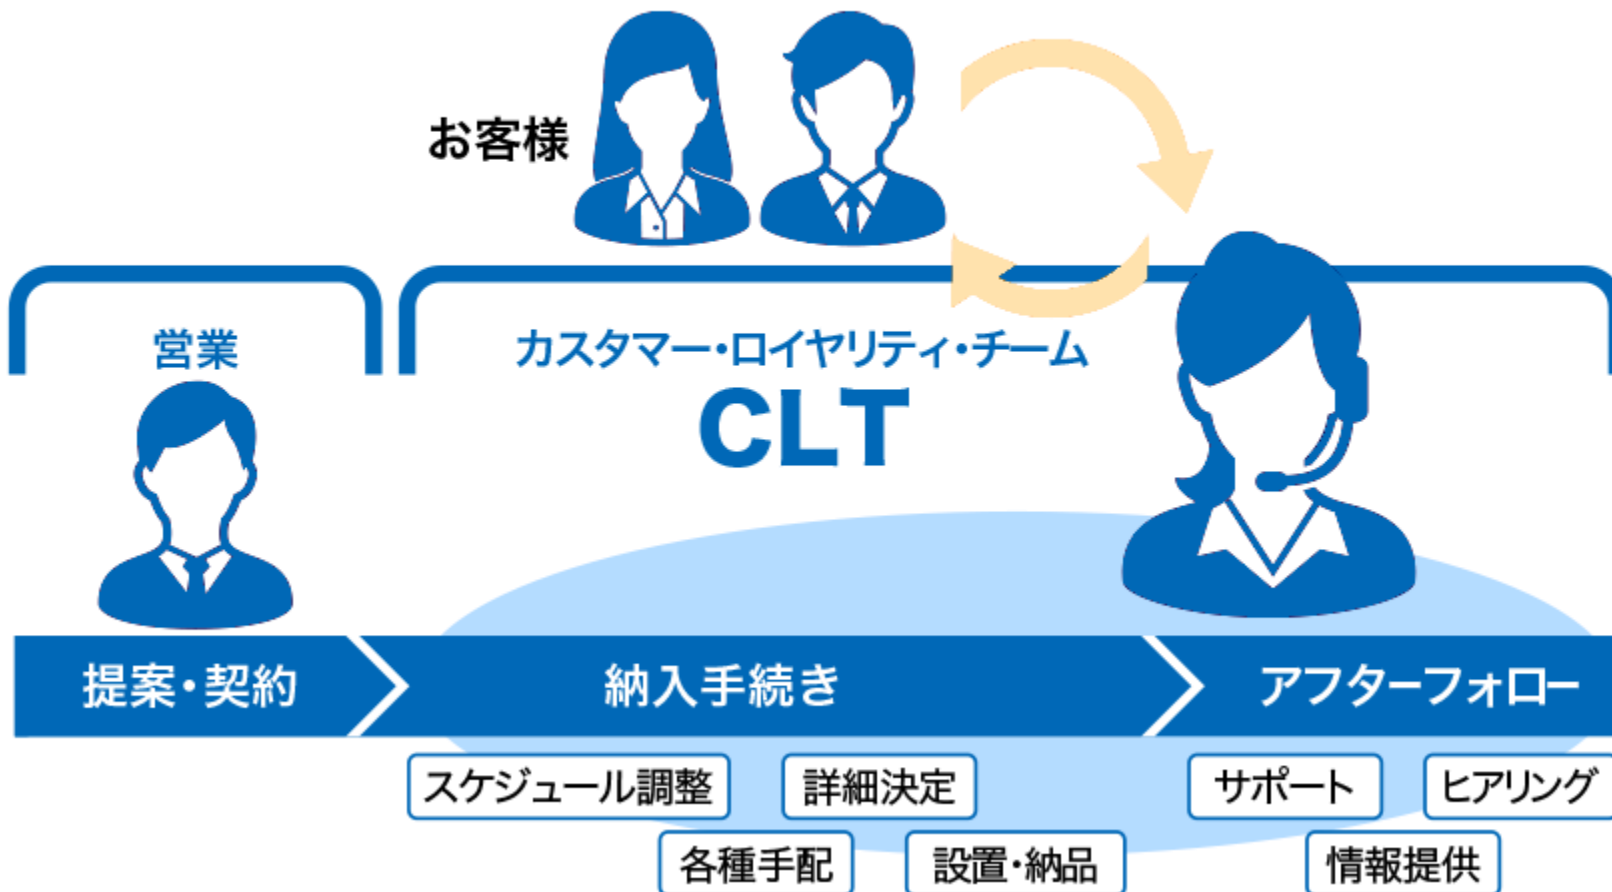 お客様
営業
カスタマー・ロイヤリティ・チーム
CLT
提案・契約
納入手続き
アフターフォロー
スケジュール調整
詳細決定
サポート
ヒアリング
各種手配
設置・納品
情報提供